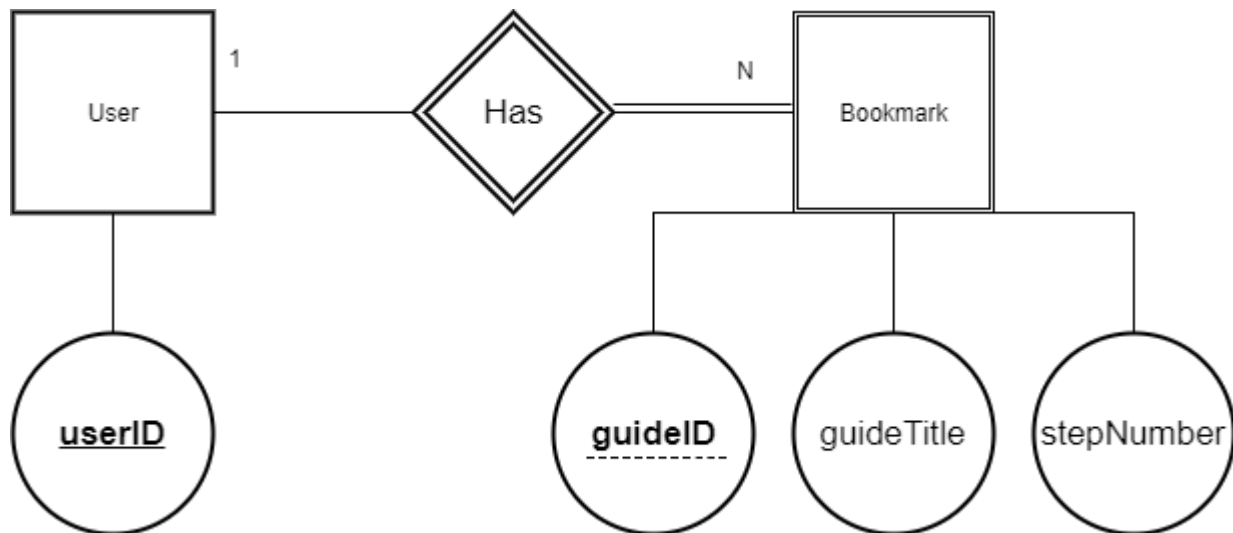 User
1
Has
N
Bookmark
userID
guideID
guideTitle
stepNumber